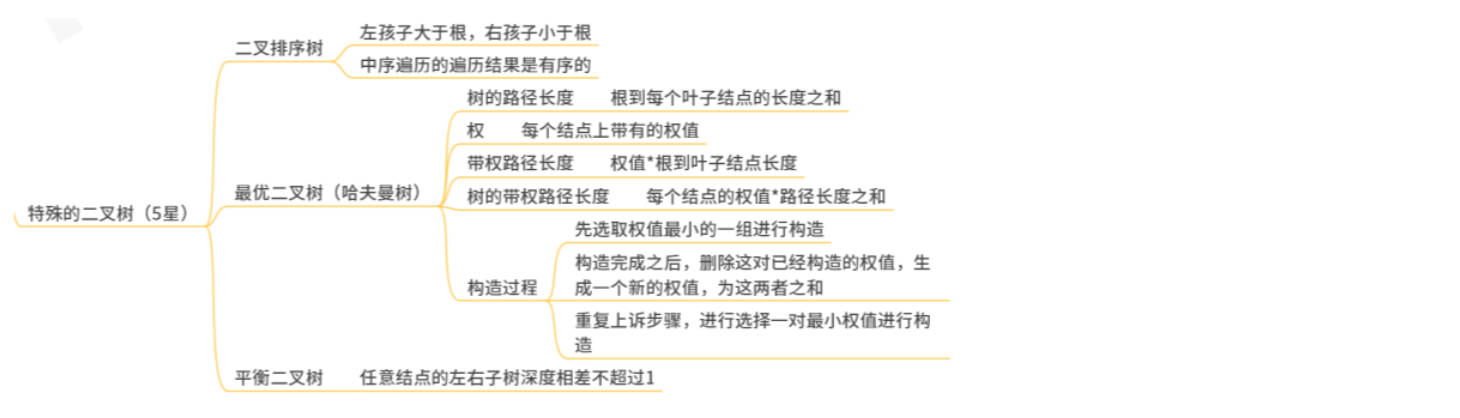 二叉排序树
左孩子大于根，右孩子小于根
中序遍历的遍历结果是有序的
树的路径长度 根到每个叶子结点的长度之和
权 每个结点上带有的权值
带权路径长度 权值*根到叶子结点长度
最优二叉树（哈夫曼树）
树的带权路径长度 每个结点的权值*路径长度之和
特殊的二叉树（5星）
先选取权值最小的一组进行构造
构造完成之后，删除这对已经构造的权值，生
构造过程
成一个新的权值，为这两者之和
重复上诉步骤，进行选择一对最小权值进行构
造
平衡二叉树 任意结点的左右子树深度相差不超过1